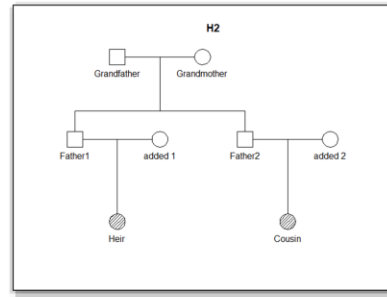 H2
Grandfather Grandmother
Father1 added 1 Father2 added 2
Heir Cousin